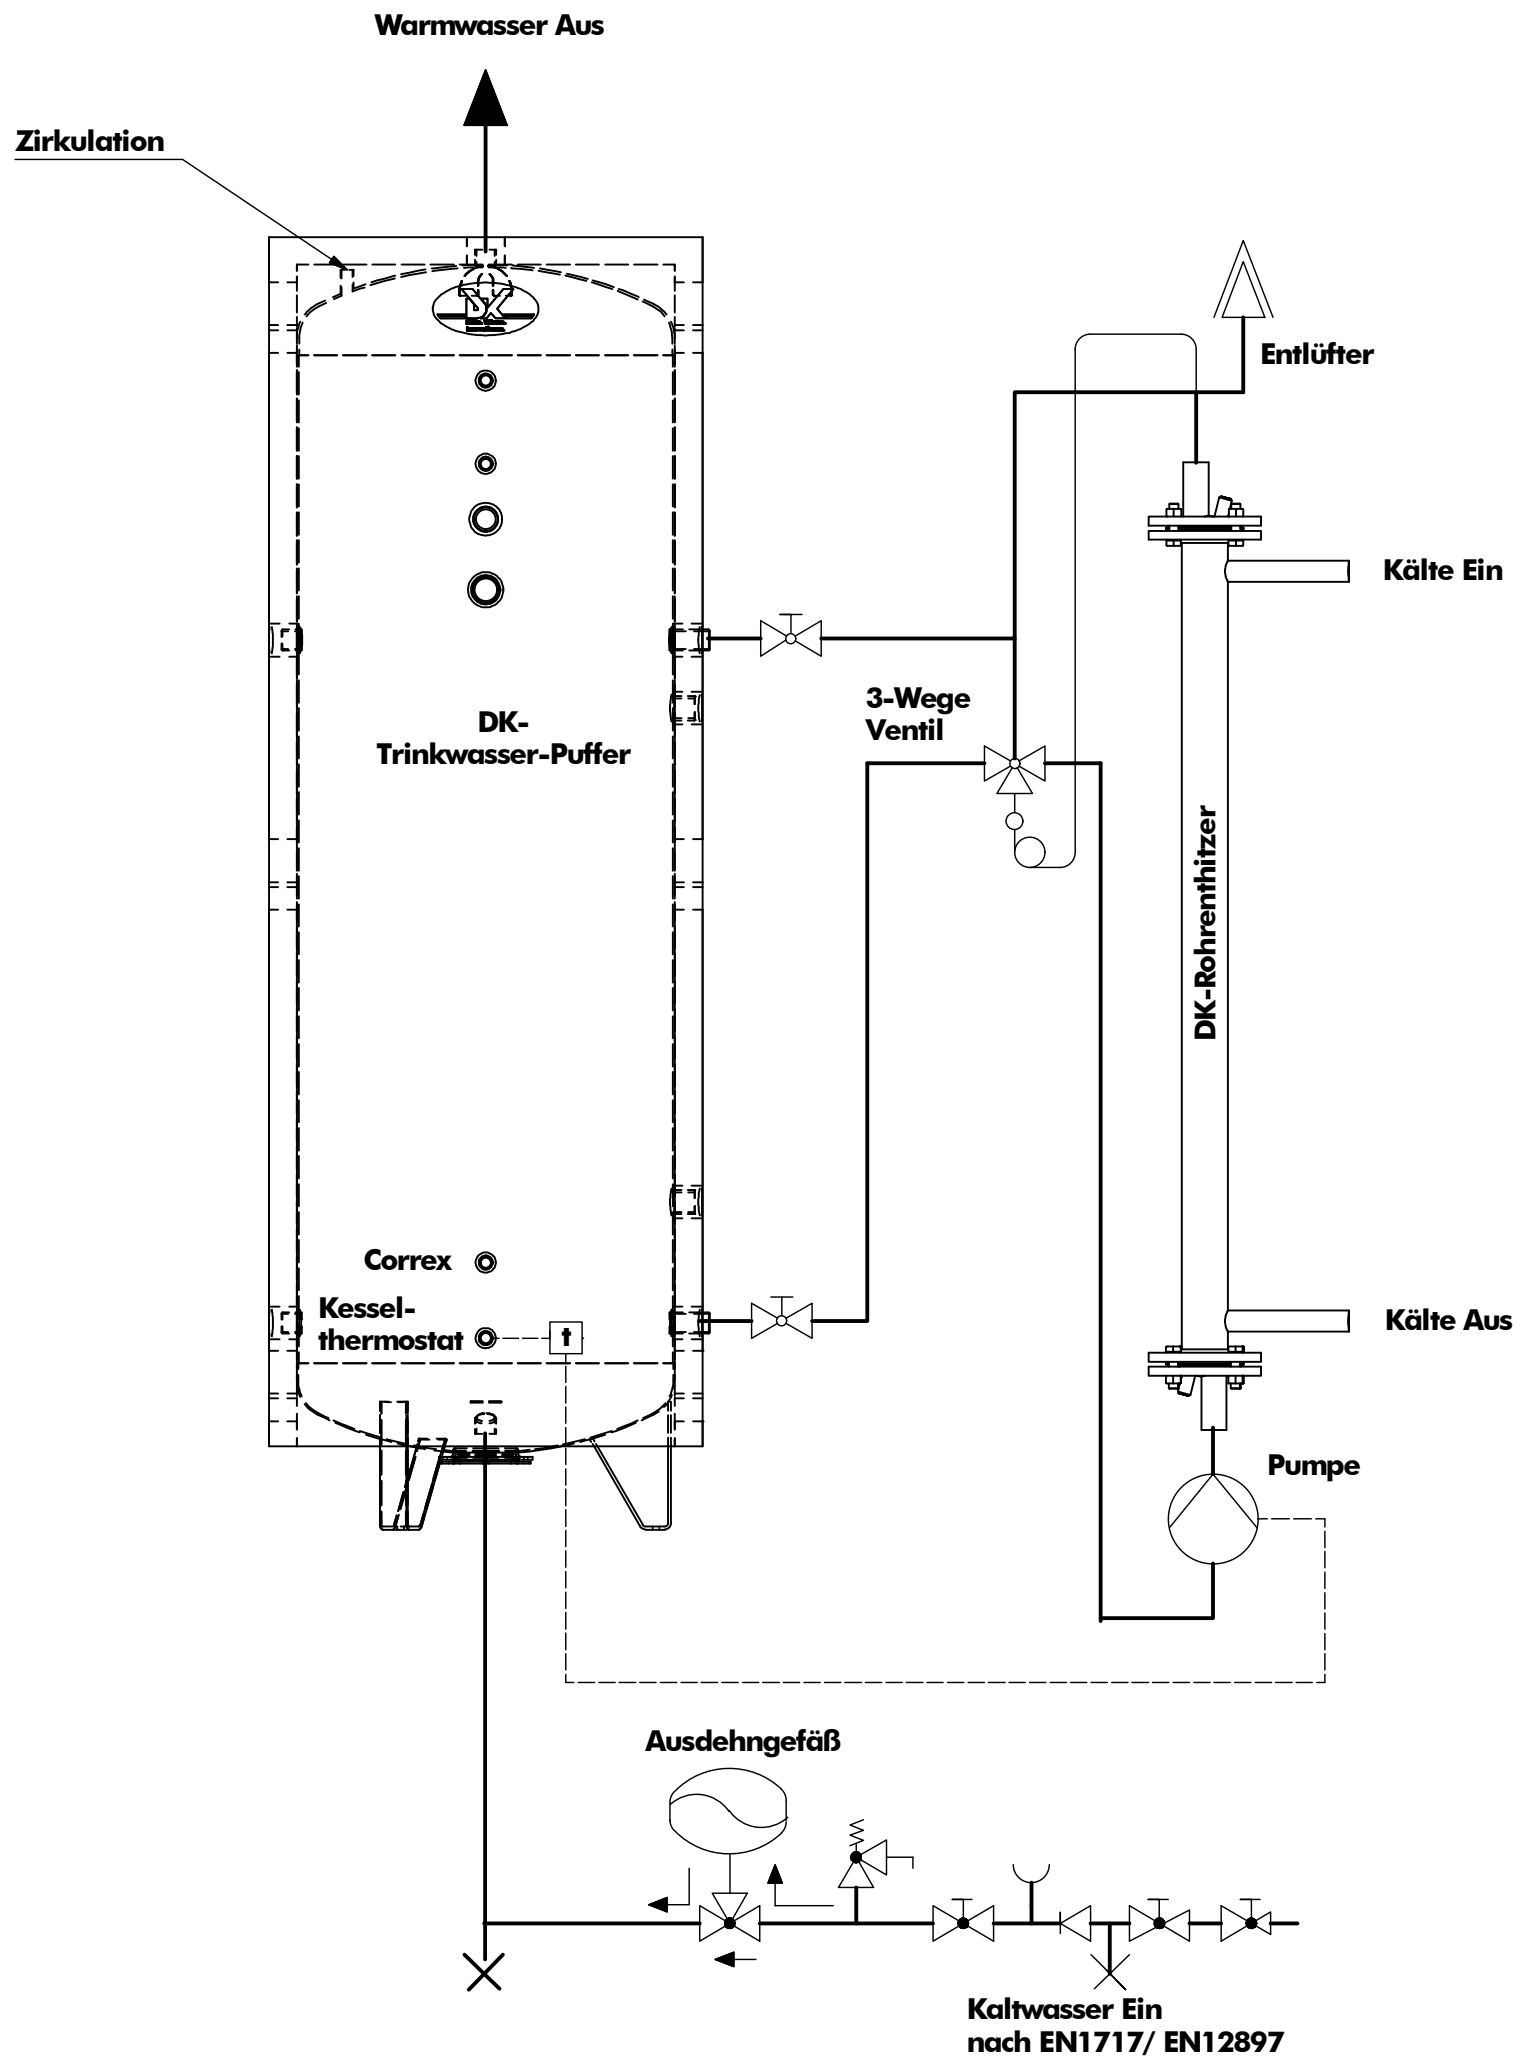 Warmwasser Aus
Zirkulation
Entlüfter
Kälte Ein
3-Wege
Ventil
DK-
Trinkwasser-Puffer
DK-Rohrenthitzer
Correx
Kessel-
thermostat
t
Kälte Aus
Pumpe
Ausdehngefäß
Kaltwasser Ein
nach EN1717/ EN12897